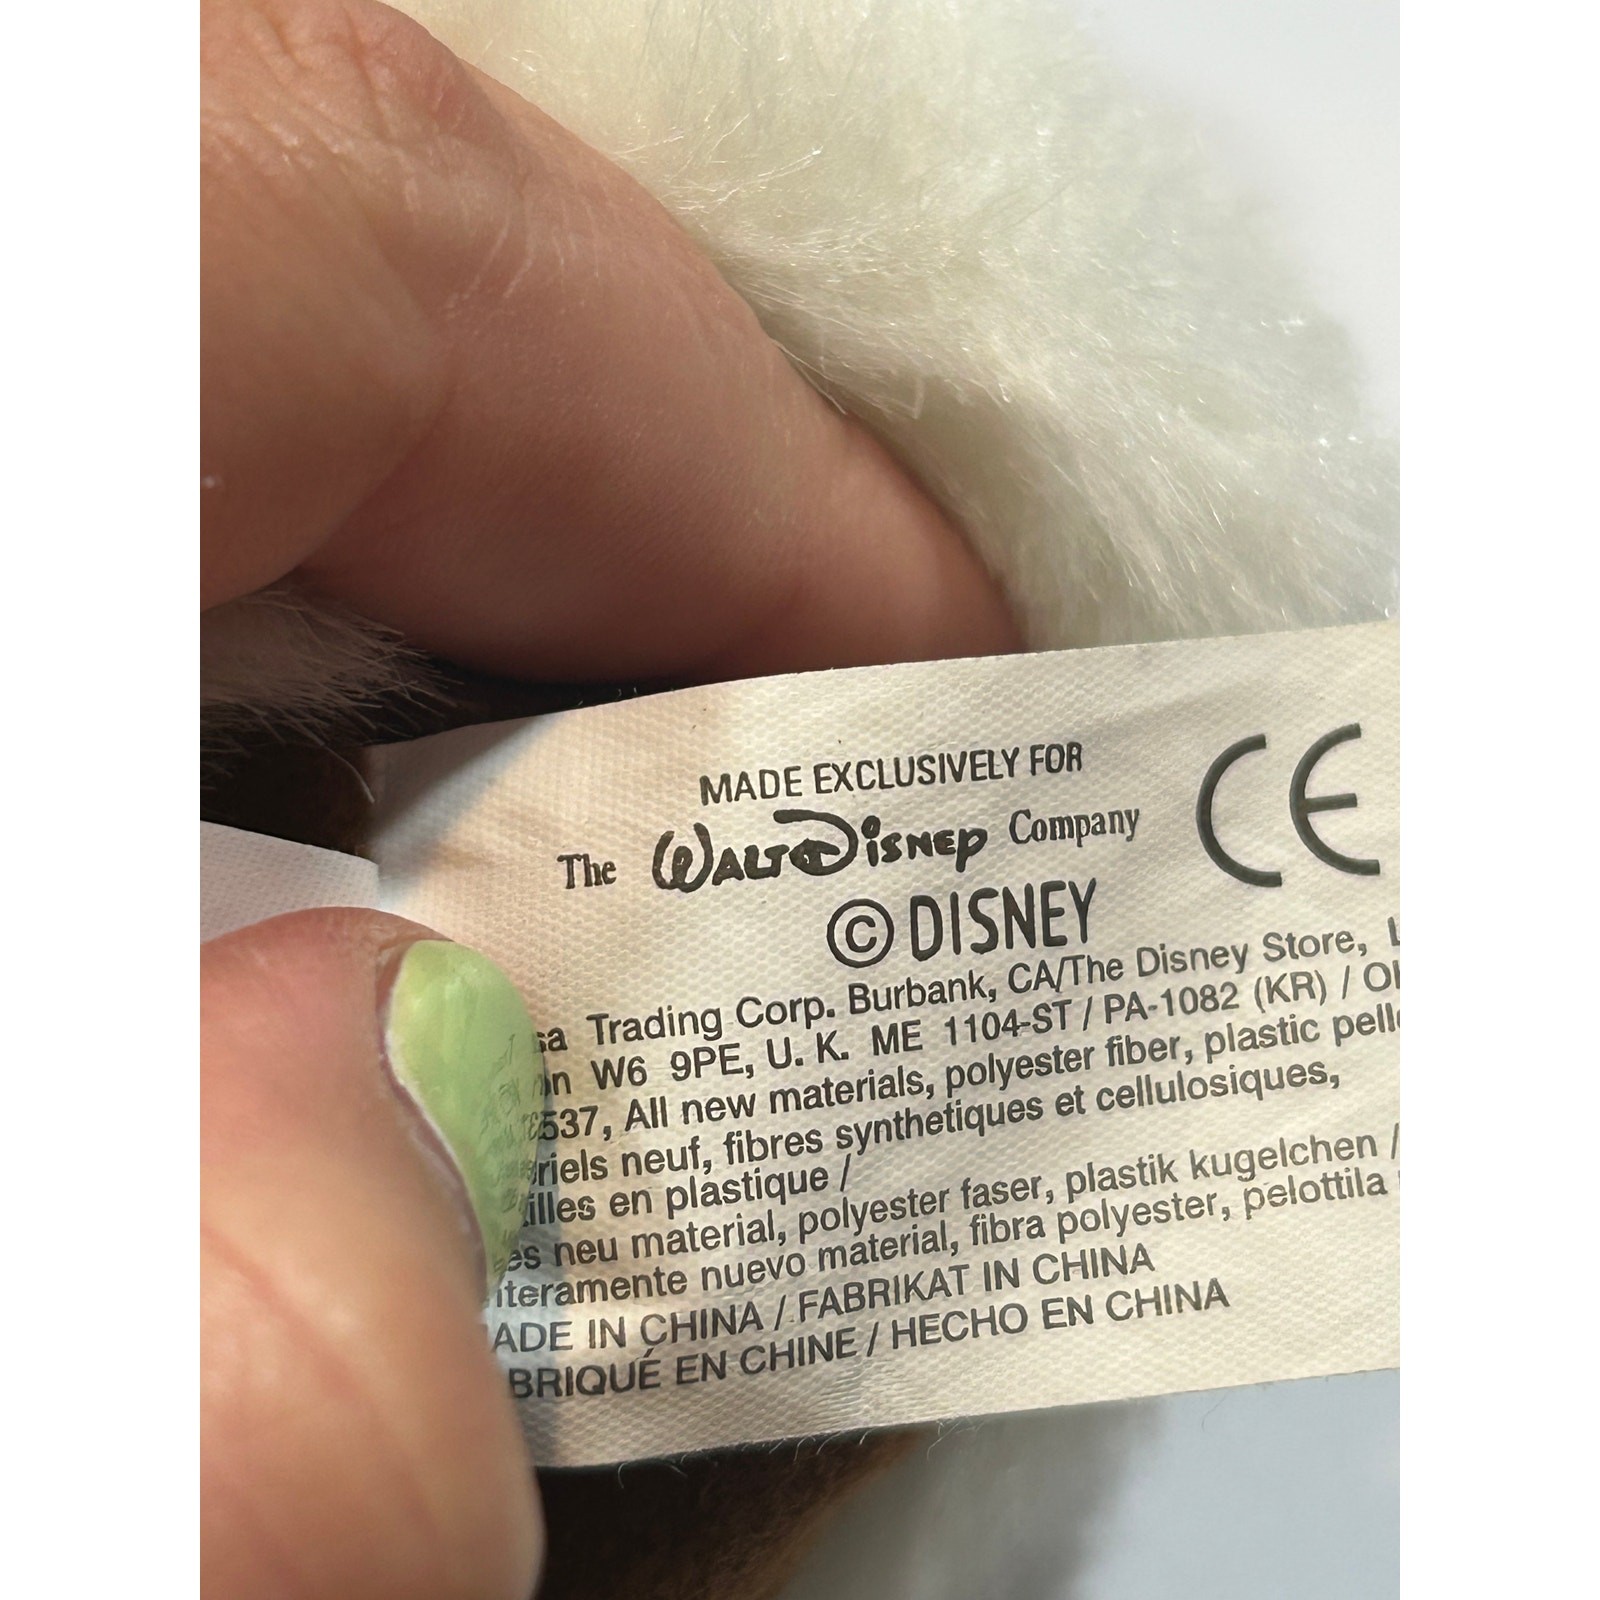 MADE EXCLUSIVELY FOR
The WALT DISNEY Company
CE
© DISNEY
Trading Corp. Burbank, CA/The Disney Store,
W6 9PE, U. K. ME 1104-ST / PA-1082 (KR) /
All new materials, polyester fiber, plastic
neuf, fibres synthetiques et cellulosiques,
en plastique /
neu material, polyester faser, plastik kugelchen /
nuevo material, fibra polyester, pelottila
IN CHINA / FABRIKAT IN CHINA
EN CHINE / HECHO EN CHINA